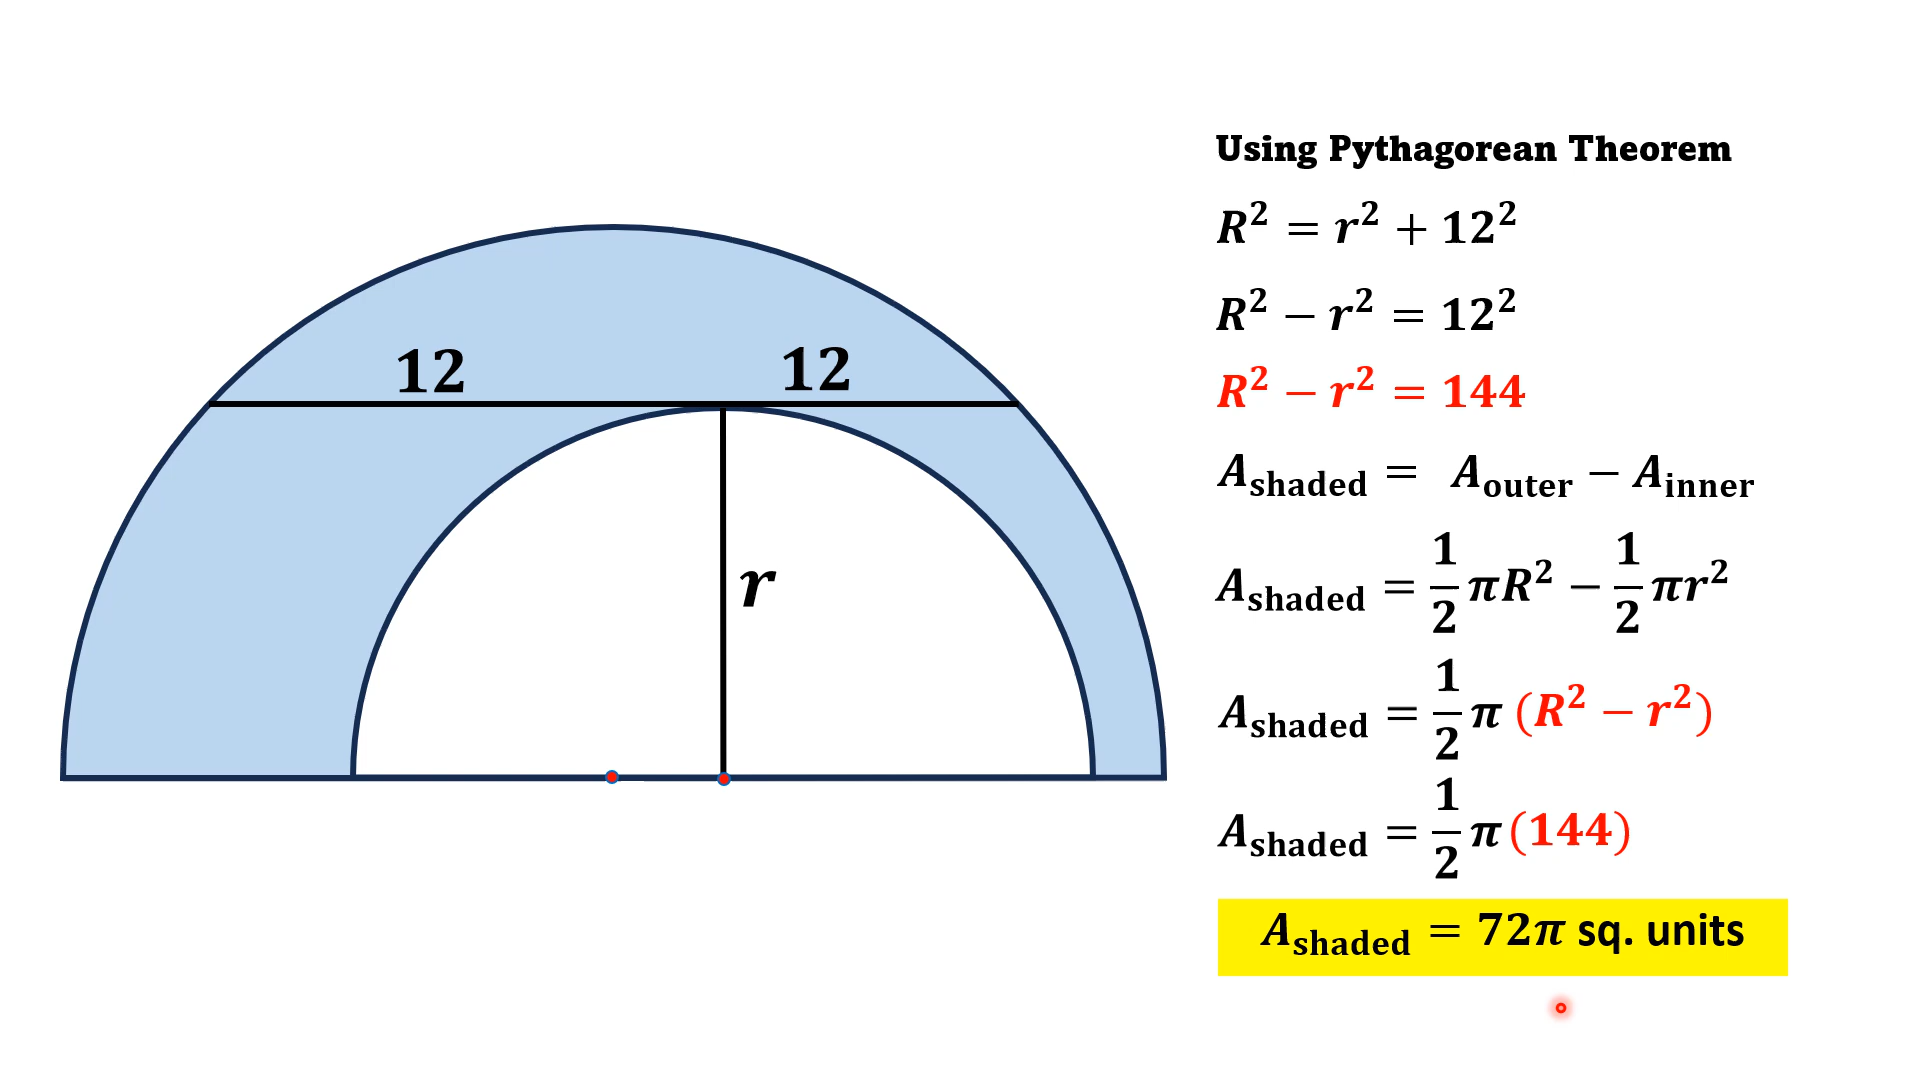 12 12
r
Using Pythagorean Theorem
R² = r² + 12²
R² − r² = 12²
R² − r² = 144
A_shaded = A_outer − A_inner
A_shaded = 1/2 πR² − 1/2 πr²
A_shaded = 1/2 π (R² − r²)
A_shaded = 1/2 π (144)
A_shaded = 72π sq. units